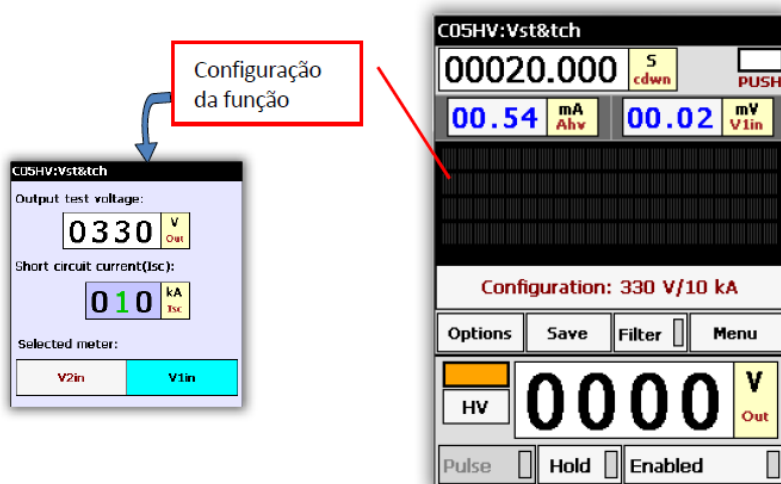 Configuração
da função
C05HV:Vst&tch
Output test voltage:
0330 V Out
Short circuit current(Isc):
010 kA Isc
Selected meter:
V2in V1in
C05HV:Vst&tch
00020.000 S cdwn PUSH
00.54 mA Ahv 00.02 mV V1in
Configuration: 330 V/10 kA
Options Save Filter Menu
HV 0000 V Out
Pulse Hold Enabled